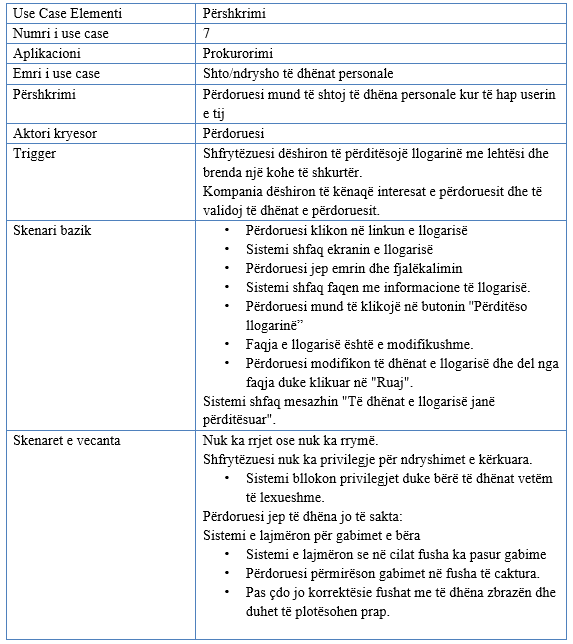 Use Case Elementi Përshkrimi
Numri i use case 7
Aplikacioni Prokurorimi
Emri i use case Shto/ndrysho të dhënat personale
Përshkrimi Përdoruesi mund të shtoj të dhëna personale kur të hap userin
e tij
Aktori kryesor Përdoruesi
Trigger Shfrytëzuesi dëshiron të përditësojë llogarinë me lehtësi dhe
brenda një kohe të shkurtër.
Kompania dëshiron të kënaqë interesat e përdoruesit dhe të
validoj të dhënat e përdoruesit.
Skenari bazik • Përdoruesi klikon në linkun e llogarisë
• Sistemi shfaq ekranin e llogarisë
• Përdoruesi jep emrin dhe fjalëkalimin
• Sistemi shfaq faqen me informacione të llogarisë.
• Përdoruesi mund të klikojë në butonin "Përditëso
llogarinë”
• Faqja e llogarisë është e modifikushme.
• Përdoruesi modifikon të dhënat e llogarisë dhe del nga
faqja duke klikuar në "Ruaj".
Sistemi shfaq mesazhin "Të dhënat e llogarisë janë
përditësuar".
Skenaret e vecanta Nuk ka rrjet ose nuk ka rrymë.
Shfrytëzuesi nuk ka privilegje për ndryshimet e kërkuara.
• Sistemi bllokon privilegjet duke bërë të dhënat vetëm
të lexueshme.
Përdoruesi jep të dhëna jo të sakta:
Sistemi e lajmëron për gabimet e bëra
• Sistemi e lajmëron se në cilat fusha ka pasur gabime
• Përdoruesi përmirëson gabimet në fusha të caktura.
• Pas çdo jo korrektësie fushat me të dhëna zbrazën dhe
duhet të plotësohen prap.